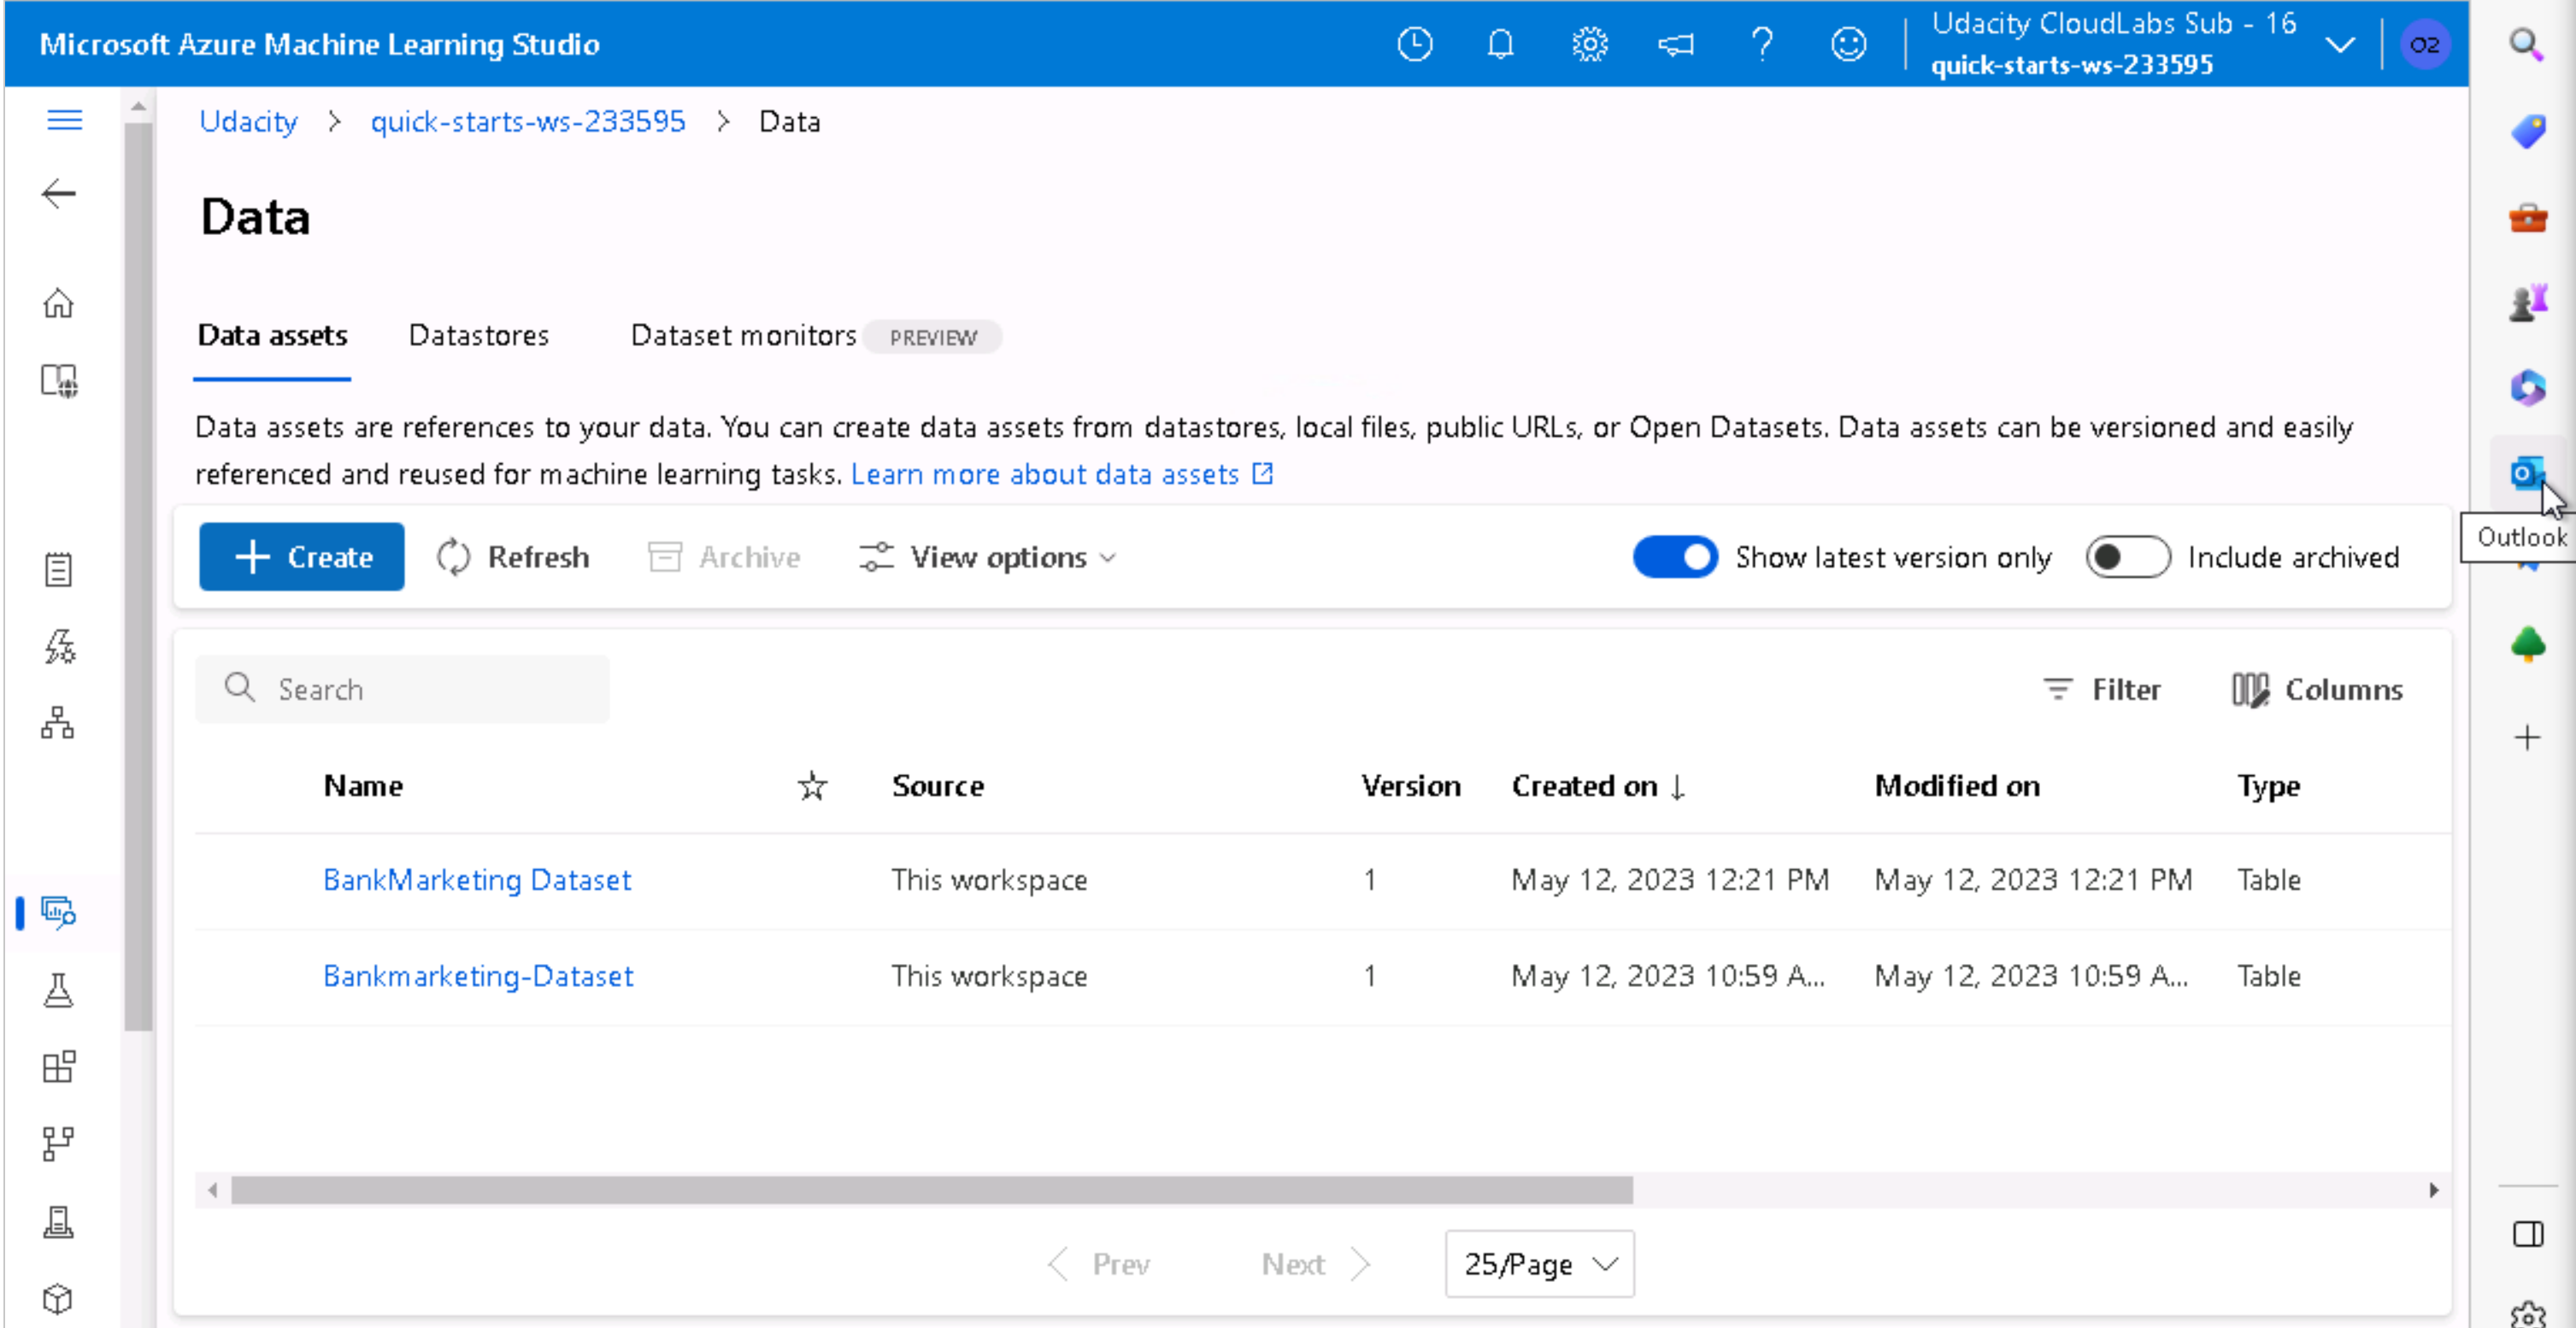 Microsoft Azure Machine Learning Studio
Udacity CloudLabs Sub - 16
quick-starts-ws-233595
O2
Udacity > quick-starts-ws-233595 > Data
Data
Data assets Datastores Dataset monitors PREVIEW
Data assets are references to your data. You can create data assets from datastores, local files, public URLs, or Open Datasets. Data assets can be versioned and easily
referenced and reused for machine learning tasks. Learn more about data assets
Outlook
Create Refresh Archive View options Show latest version only Include archived
Search Filter Columns
Name Source Version Created on ↓ Modified on Type
BankMarketing Dataset This workspace 1 May 12, 2023 12:21 PM May 12, 2023 12:21 PM Table
Bankmarketing-Dataset This workspace 1 May 12, 2023 10:59 A... May 12, 2023 10:59 A... Table
Prev Next 25/Page